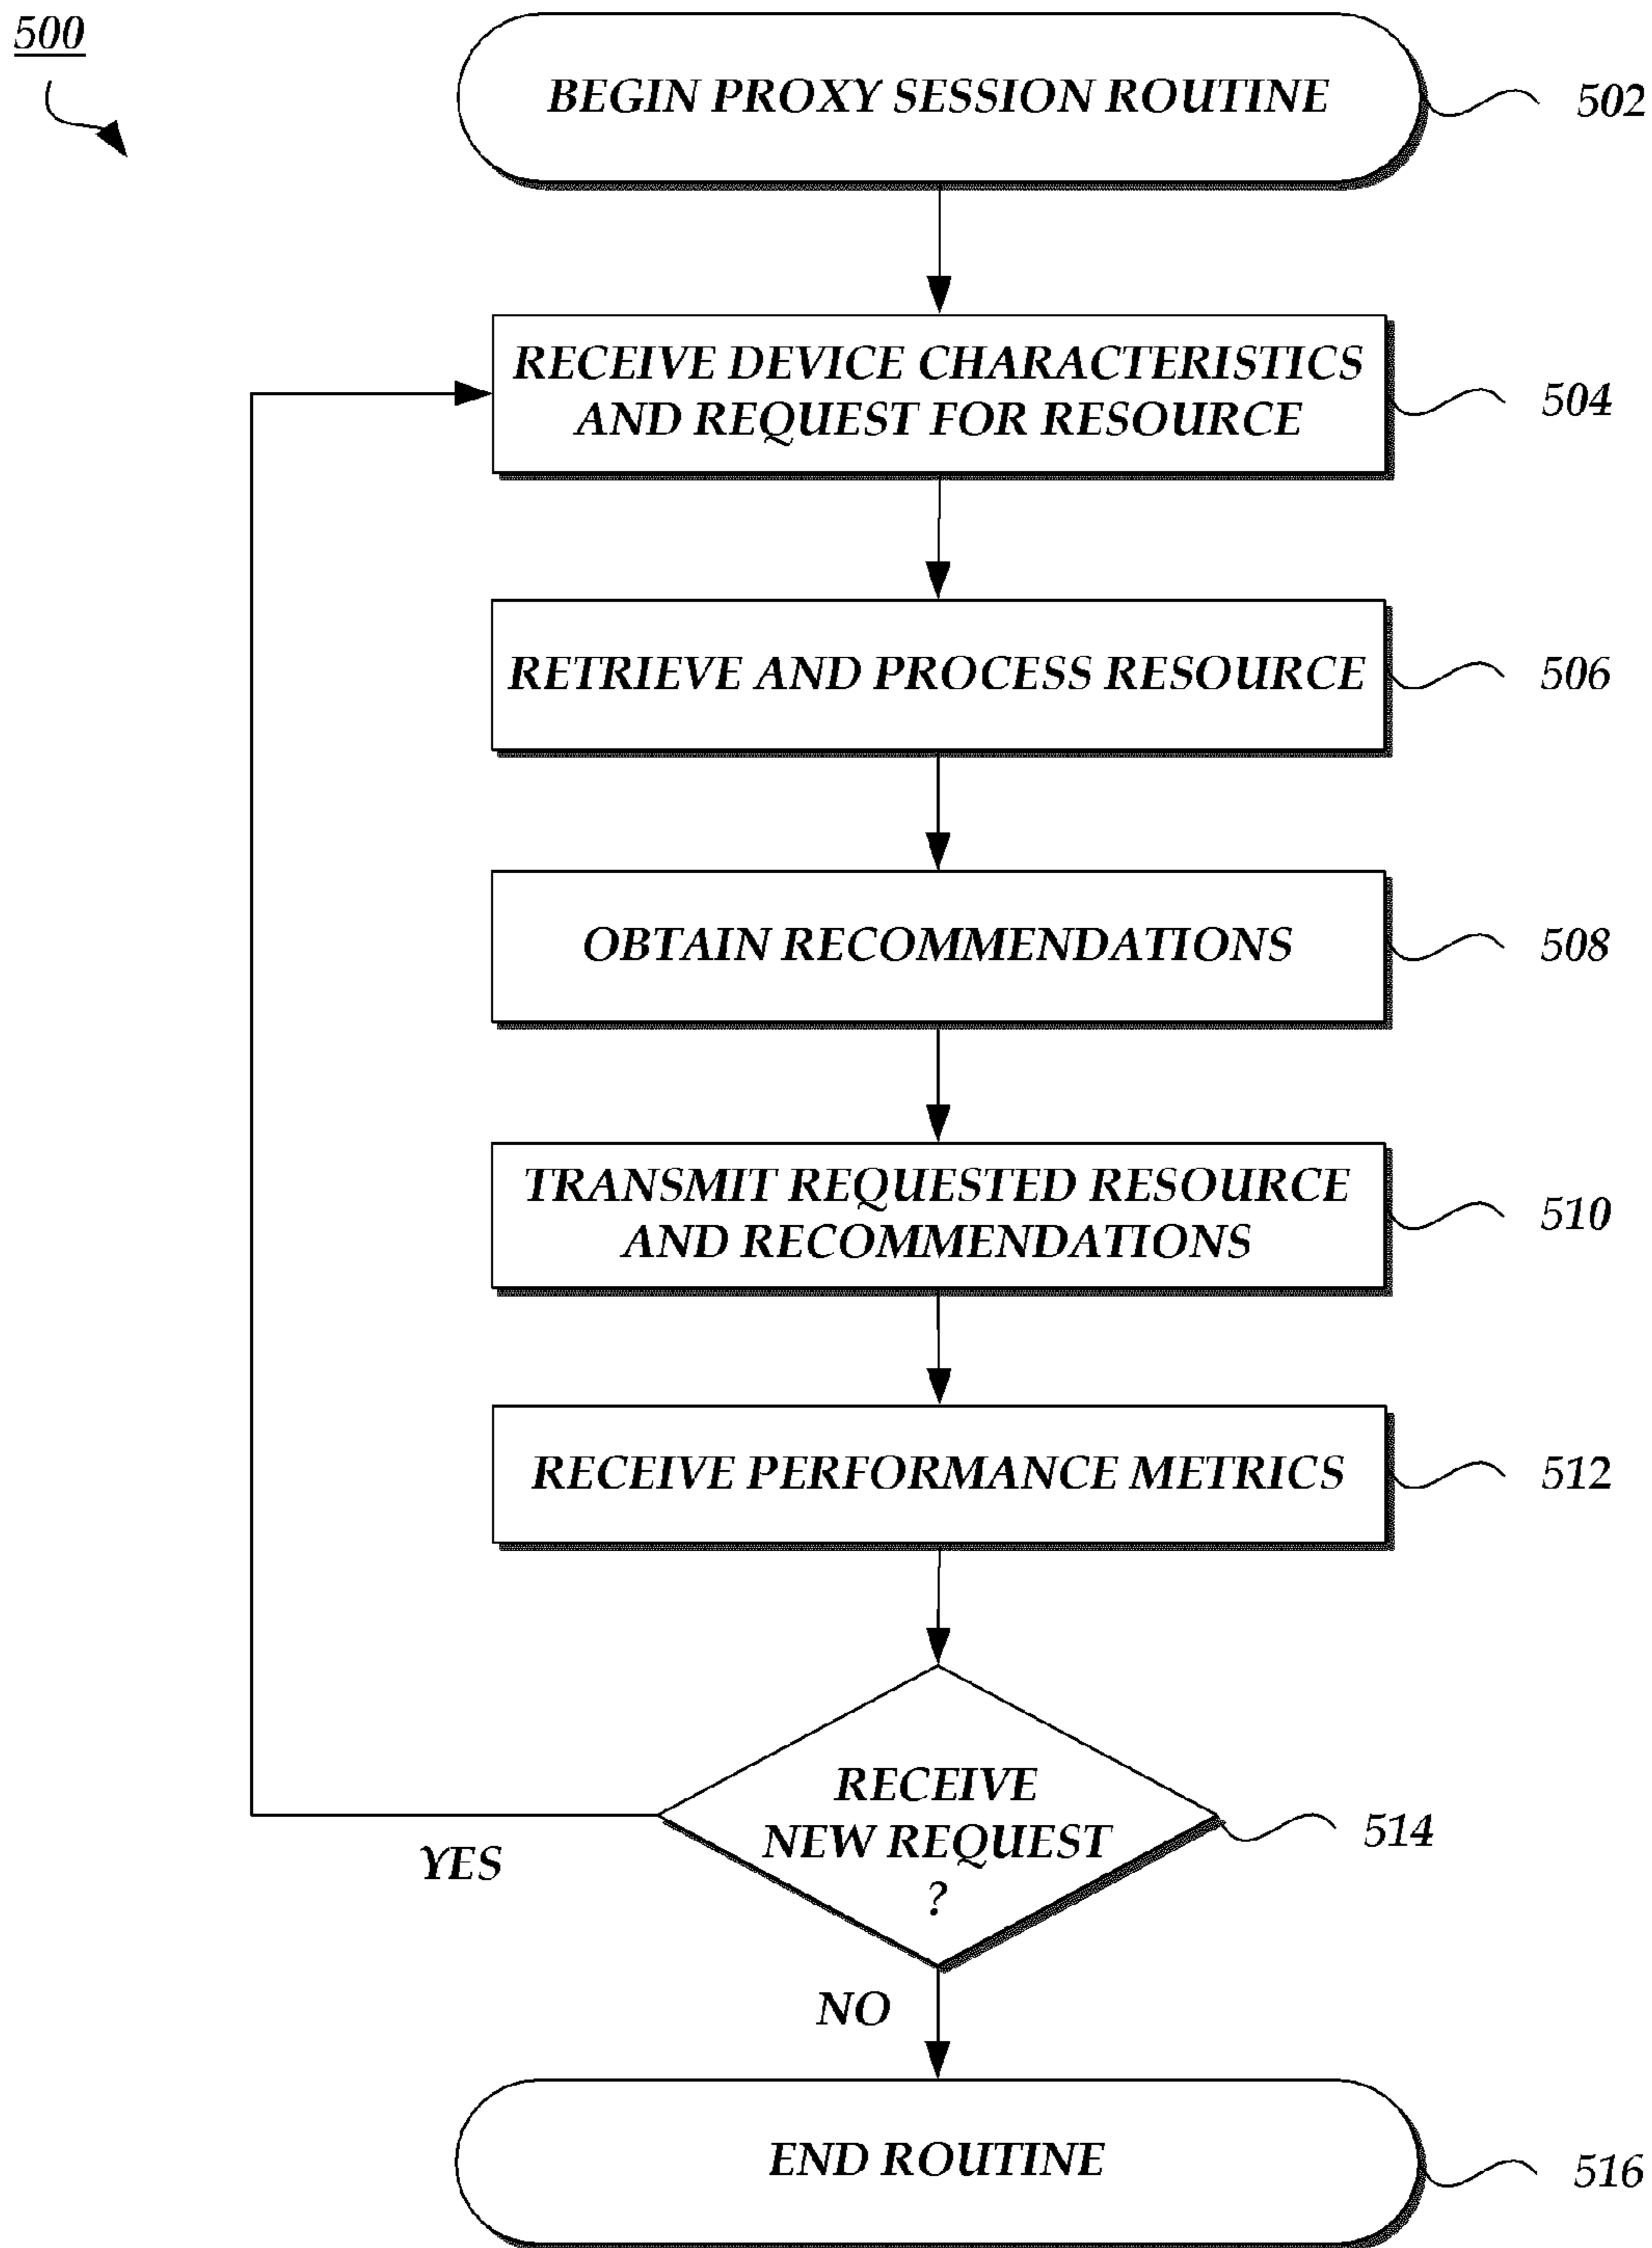 500
BEGIN PROXY SESSION ROUTINE
502
RECEIVE DEVICE CHARACTERISTICS
AND REQUEST FOR RESOURCE
504
RETRIEVE AND PROCESS RESOURCE
506
OBTAIN RECOMMENDATIONS
508
TRANSMIT REQUESTED RESOURCE
AND RECOMMENDATIONS
510
RECEIVE PERFORMANCE METRICS
512
RECEIVE
NEW REQUEST
?
514
YES
NO
END ROUTINE
516